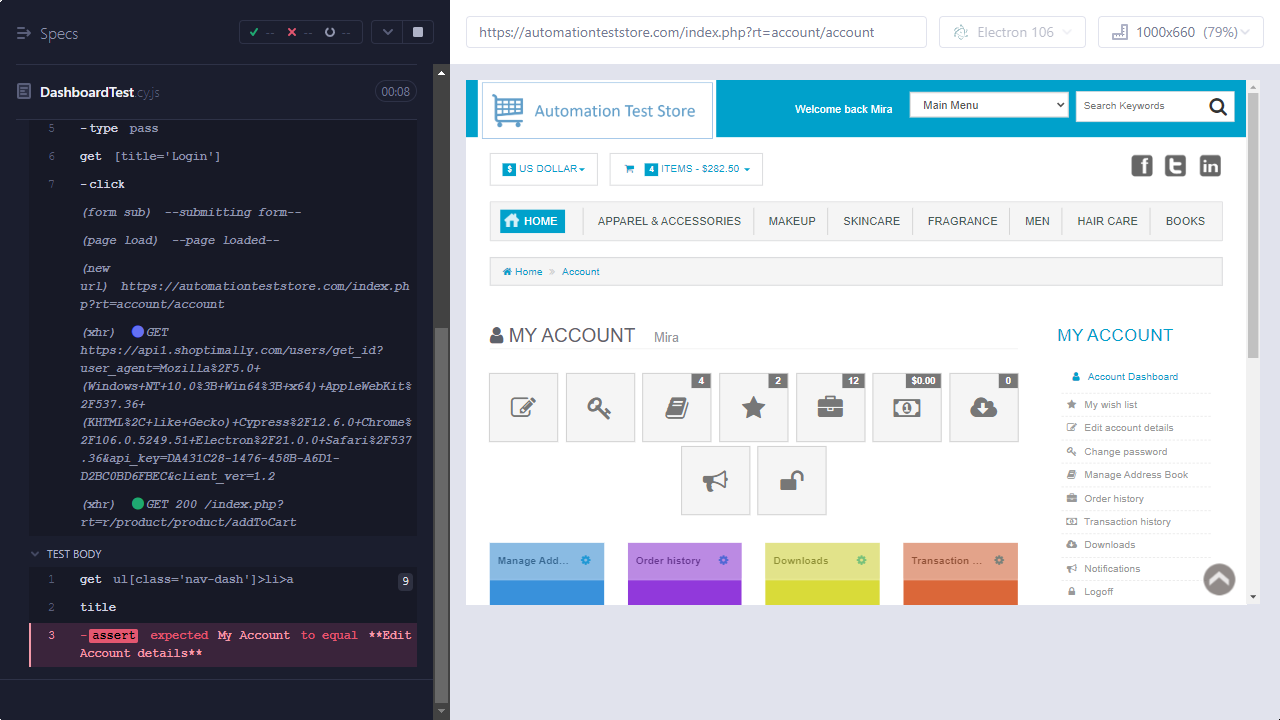 Specs
--
--
--
DashboardTest.cy.js
00:08
5 -type pass
6 get [title='Login']
7 -click
(form sub) --submitting form--
(page load) --page loaded--
(new
url) https://automationteststore.com/index.ph
p?rt=account/account
(xhr) GET
https://api1.shoptimally.com/users/get_id?
user_agent=Mozilla%2F5.0+
(Windows+NT+10.0%3B+Win64%3B+x64)+AppleWebKit%
2F537.36+
(KHTML%2C+like+Gecko)+Cypress%2F12.6.0+Chrome%
2F106.0.5249.51+Electron%2F21.0.0+Safari%2F537
.36&api_key=DA431C28-1476-458B-A6D1-
D2BC0BD6FBEC&client_ver=1.2
(xhr) GET 200 /index.php?
rt=r/product/product/addToCart
TEST BODY
1 get ul[class='nav-dash']>li>a 9
2 title
3 -assert expected My Account to equal **Edit
Account details**
https://automationteststore.com/index.php?rt=account/account
Electron 106
1000x660 (79%)
Automation Test Store
Welcome back Mira
Main Menu
Search Keywords
$ US DOLLAR
4 ITEMS - $282.50
f t in
HOME APPAREL & ACCESSORIES MAKEUP SKINCARE FRAGRANCE MEN HAIR CARE BOOKS
Home » Account
MY ACCOUNT Mira
4 2 12 $0.00 0
Manage Add... Order history Downloads Transaction ...
MY ACCOUNT
Account Dashboard
My wish list
Edit account details
Change password
Manage Address Book
Order history
Transaction history
Downloads
Notifications
Logoff